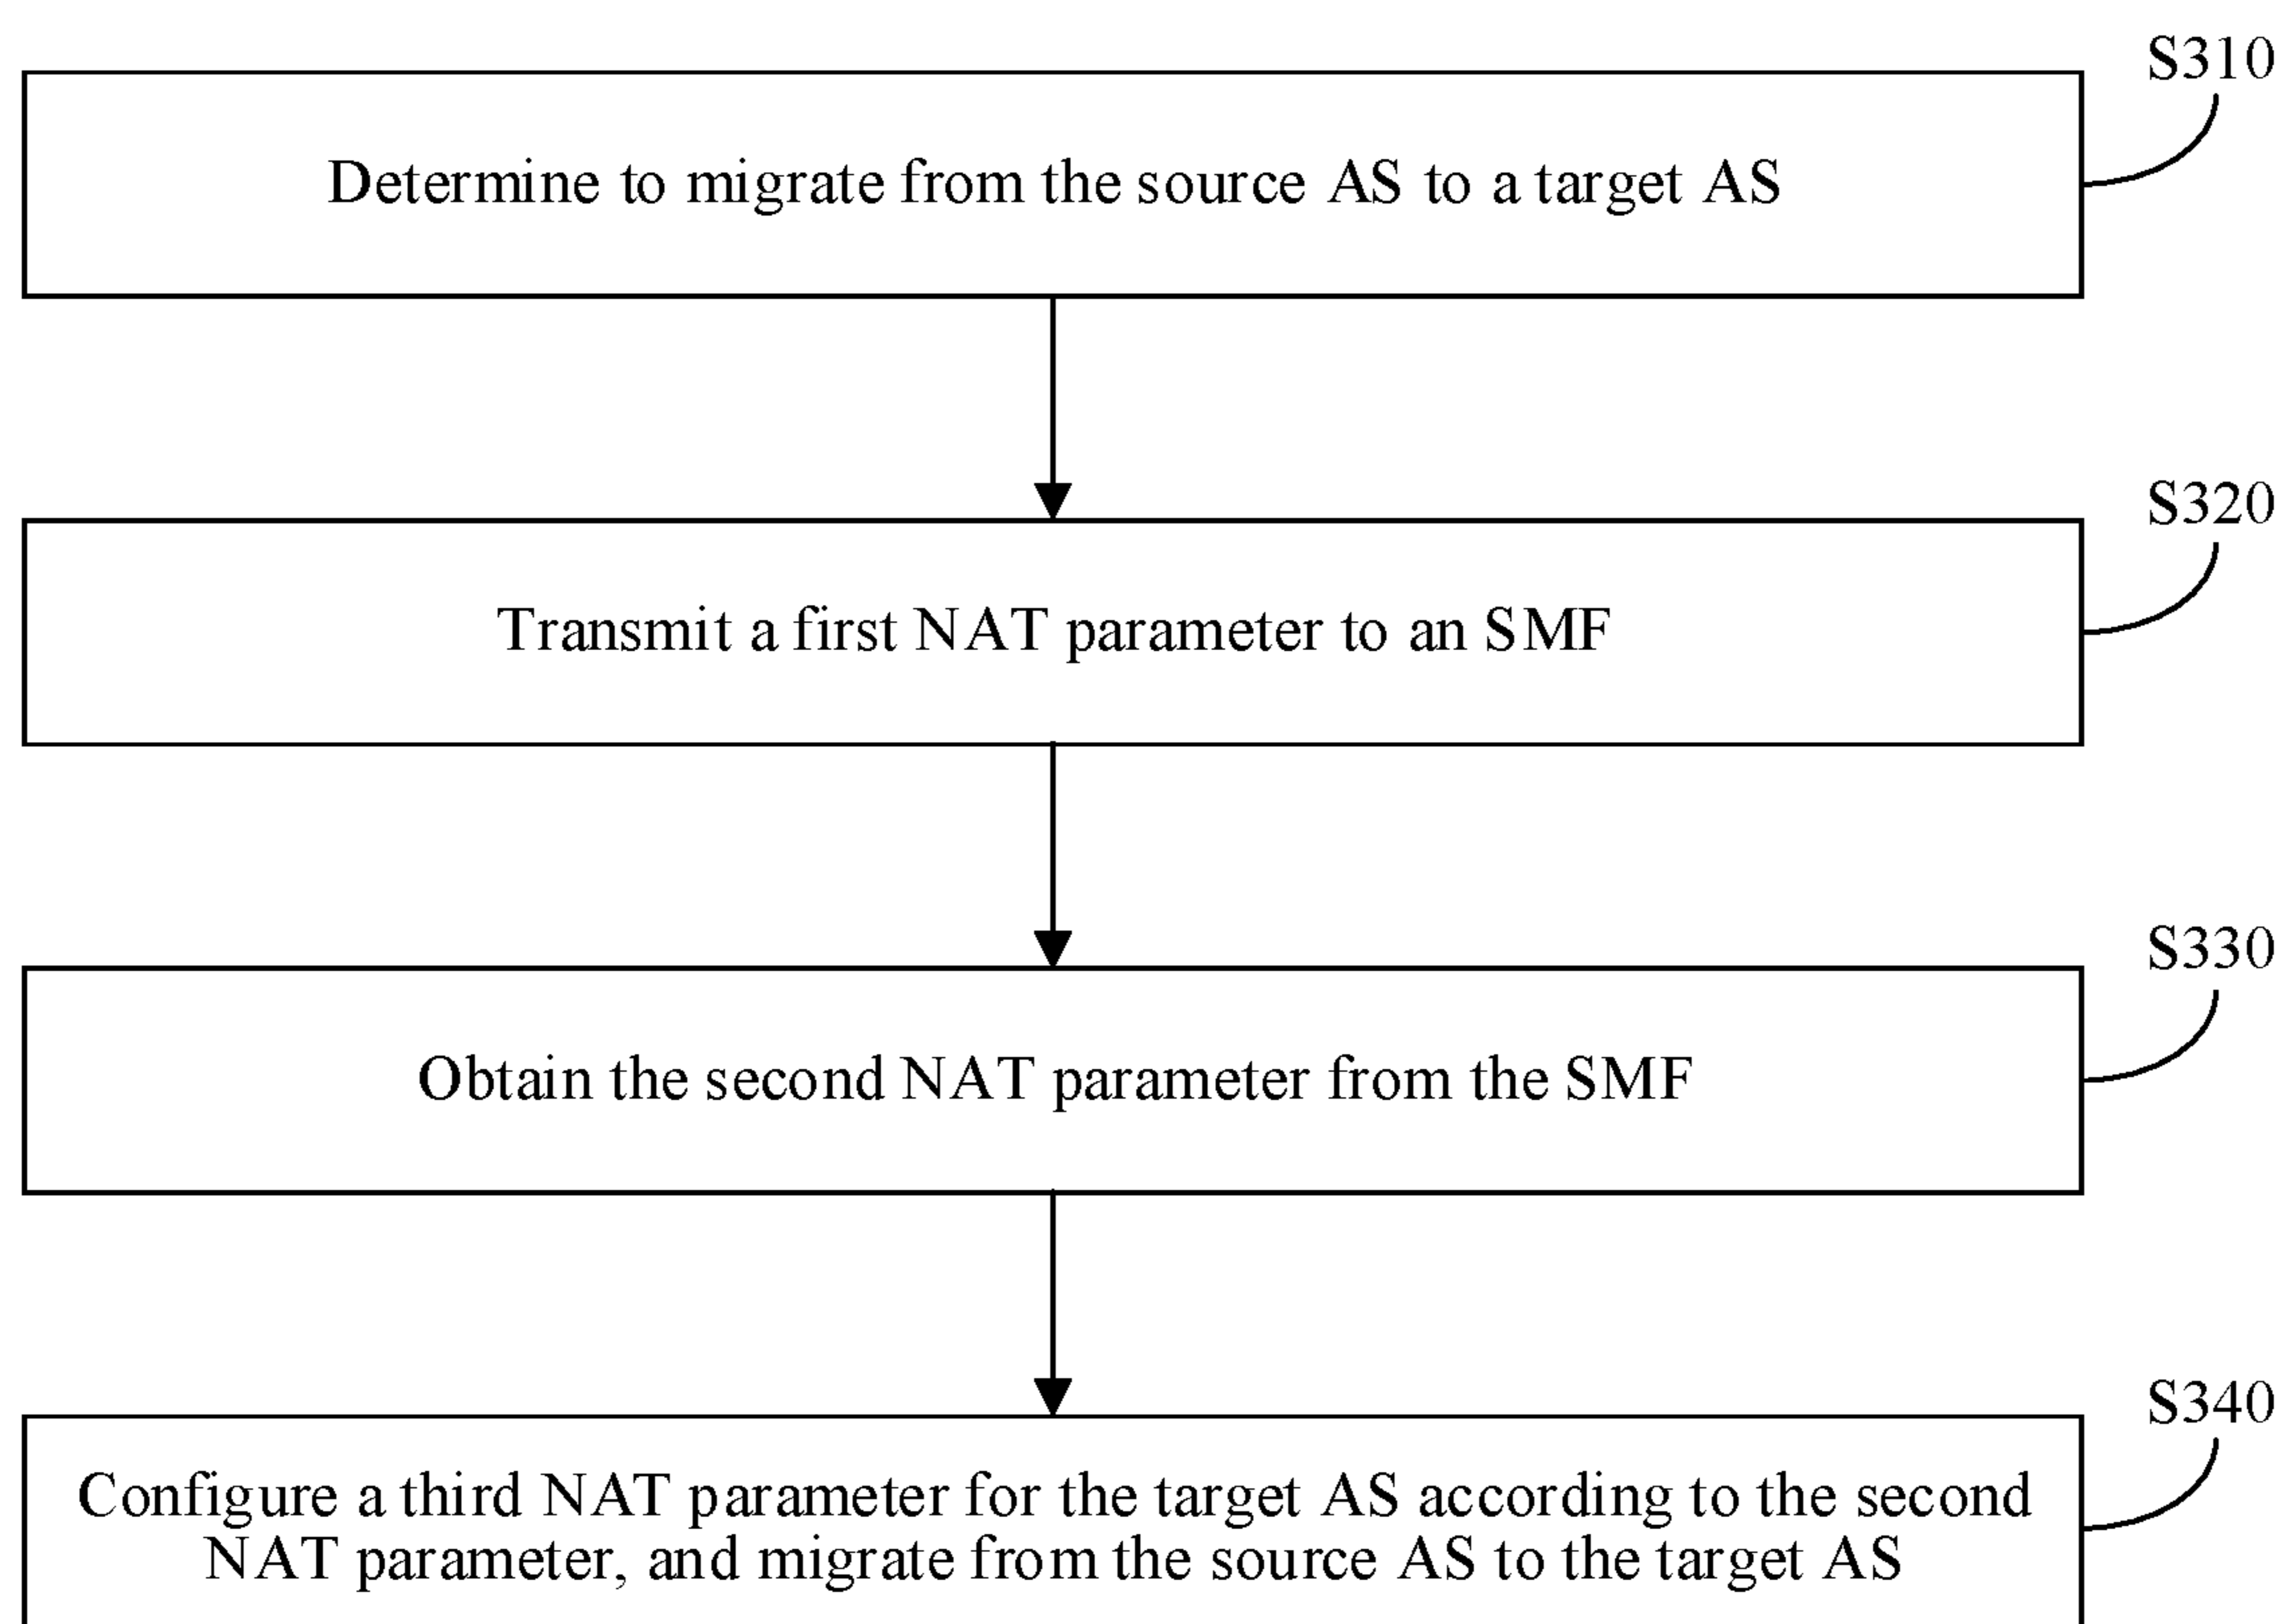 S310
Determine to migrate from the source AS to a target AS
S320
Transmit a first NAT parameter to an SMF
S330
Obtain the second NAT parameter from the SMF
S340
Configure a third NAT parameter for the target AS according to the second
NAT parameter, and migrate from the source AS to the target AS